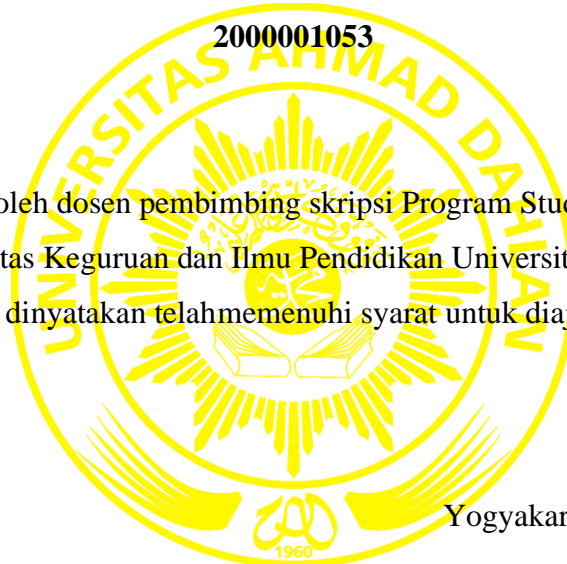 2000001053
UNIVERSITAS AHMAD DAHLAN
oleh dosen pembimbing skripsi Program Stud
tas Keguruan dan Ilmu Pendidikan Universit
dinyatakan telahmemenuhi syarat untuk diaj
Yogyakar
1960